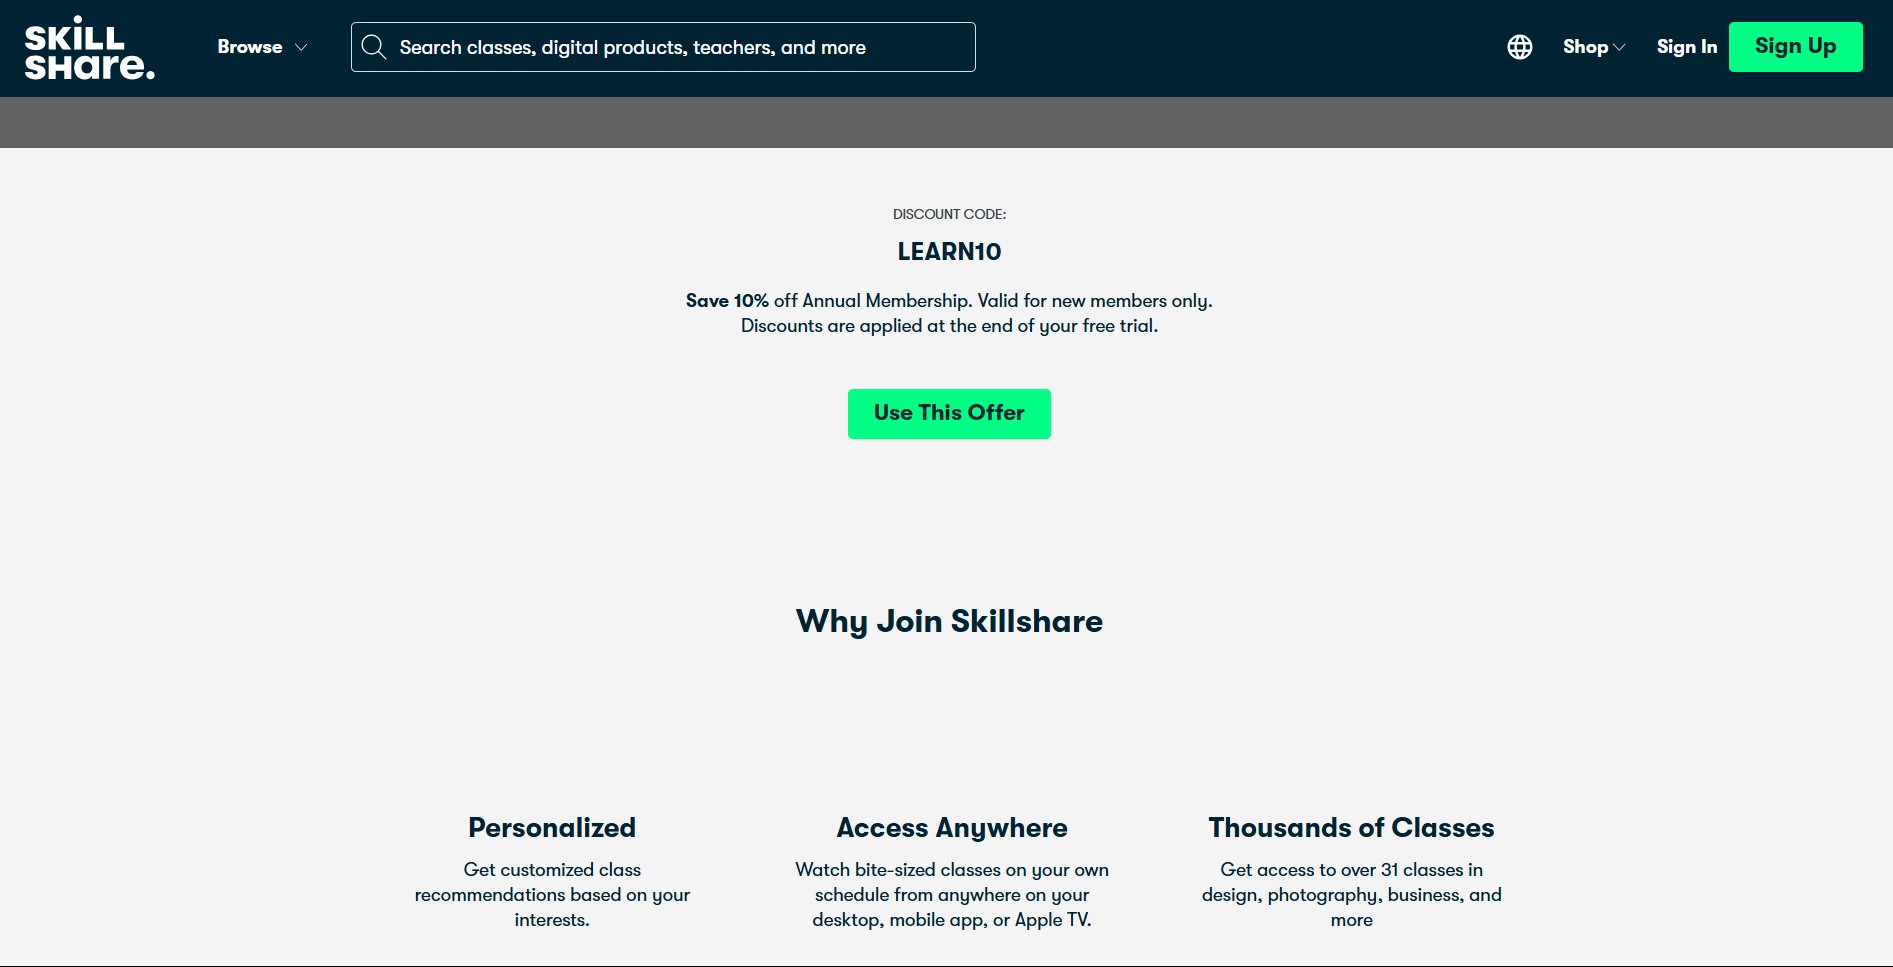 SKiLL
SHare.
Browse
Search classes, digital products, teachers, and more
Shop
Sign In
Sign Up
DISCOUNT CODE:
LEARN10
Save 10% off Annual Membership. Valid for new members only.
Discounts are applied at the end of your free trial.
Use This Offer
Why Join Skillshare
Personalized
Get customized class
recommendations based on your
interests.
Access Anywhere
Watch bite-sized classes on your own
schedule from anywhere on your
desktop, mobile app, or Apple TV.
Thousands of Classes
Get access to over 31 classes in
design, photography, business, and
more